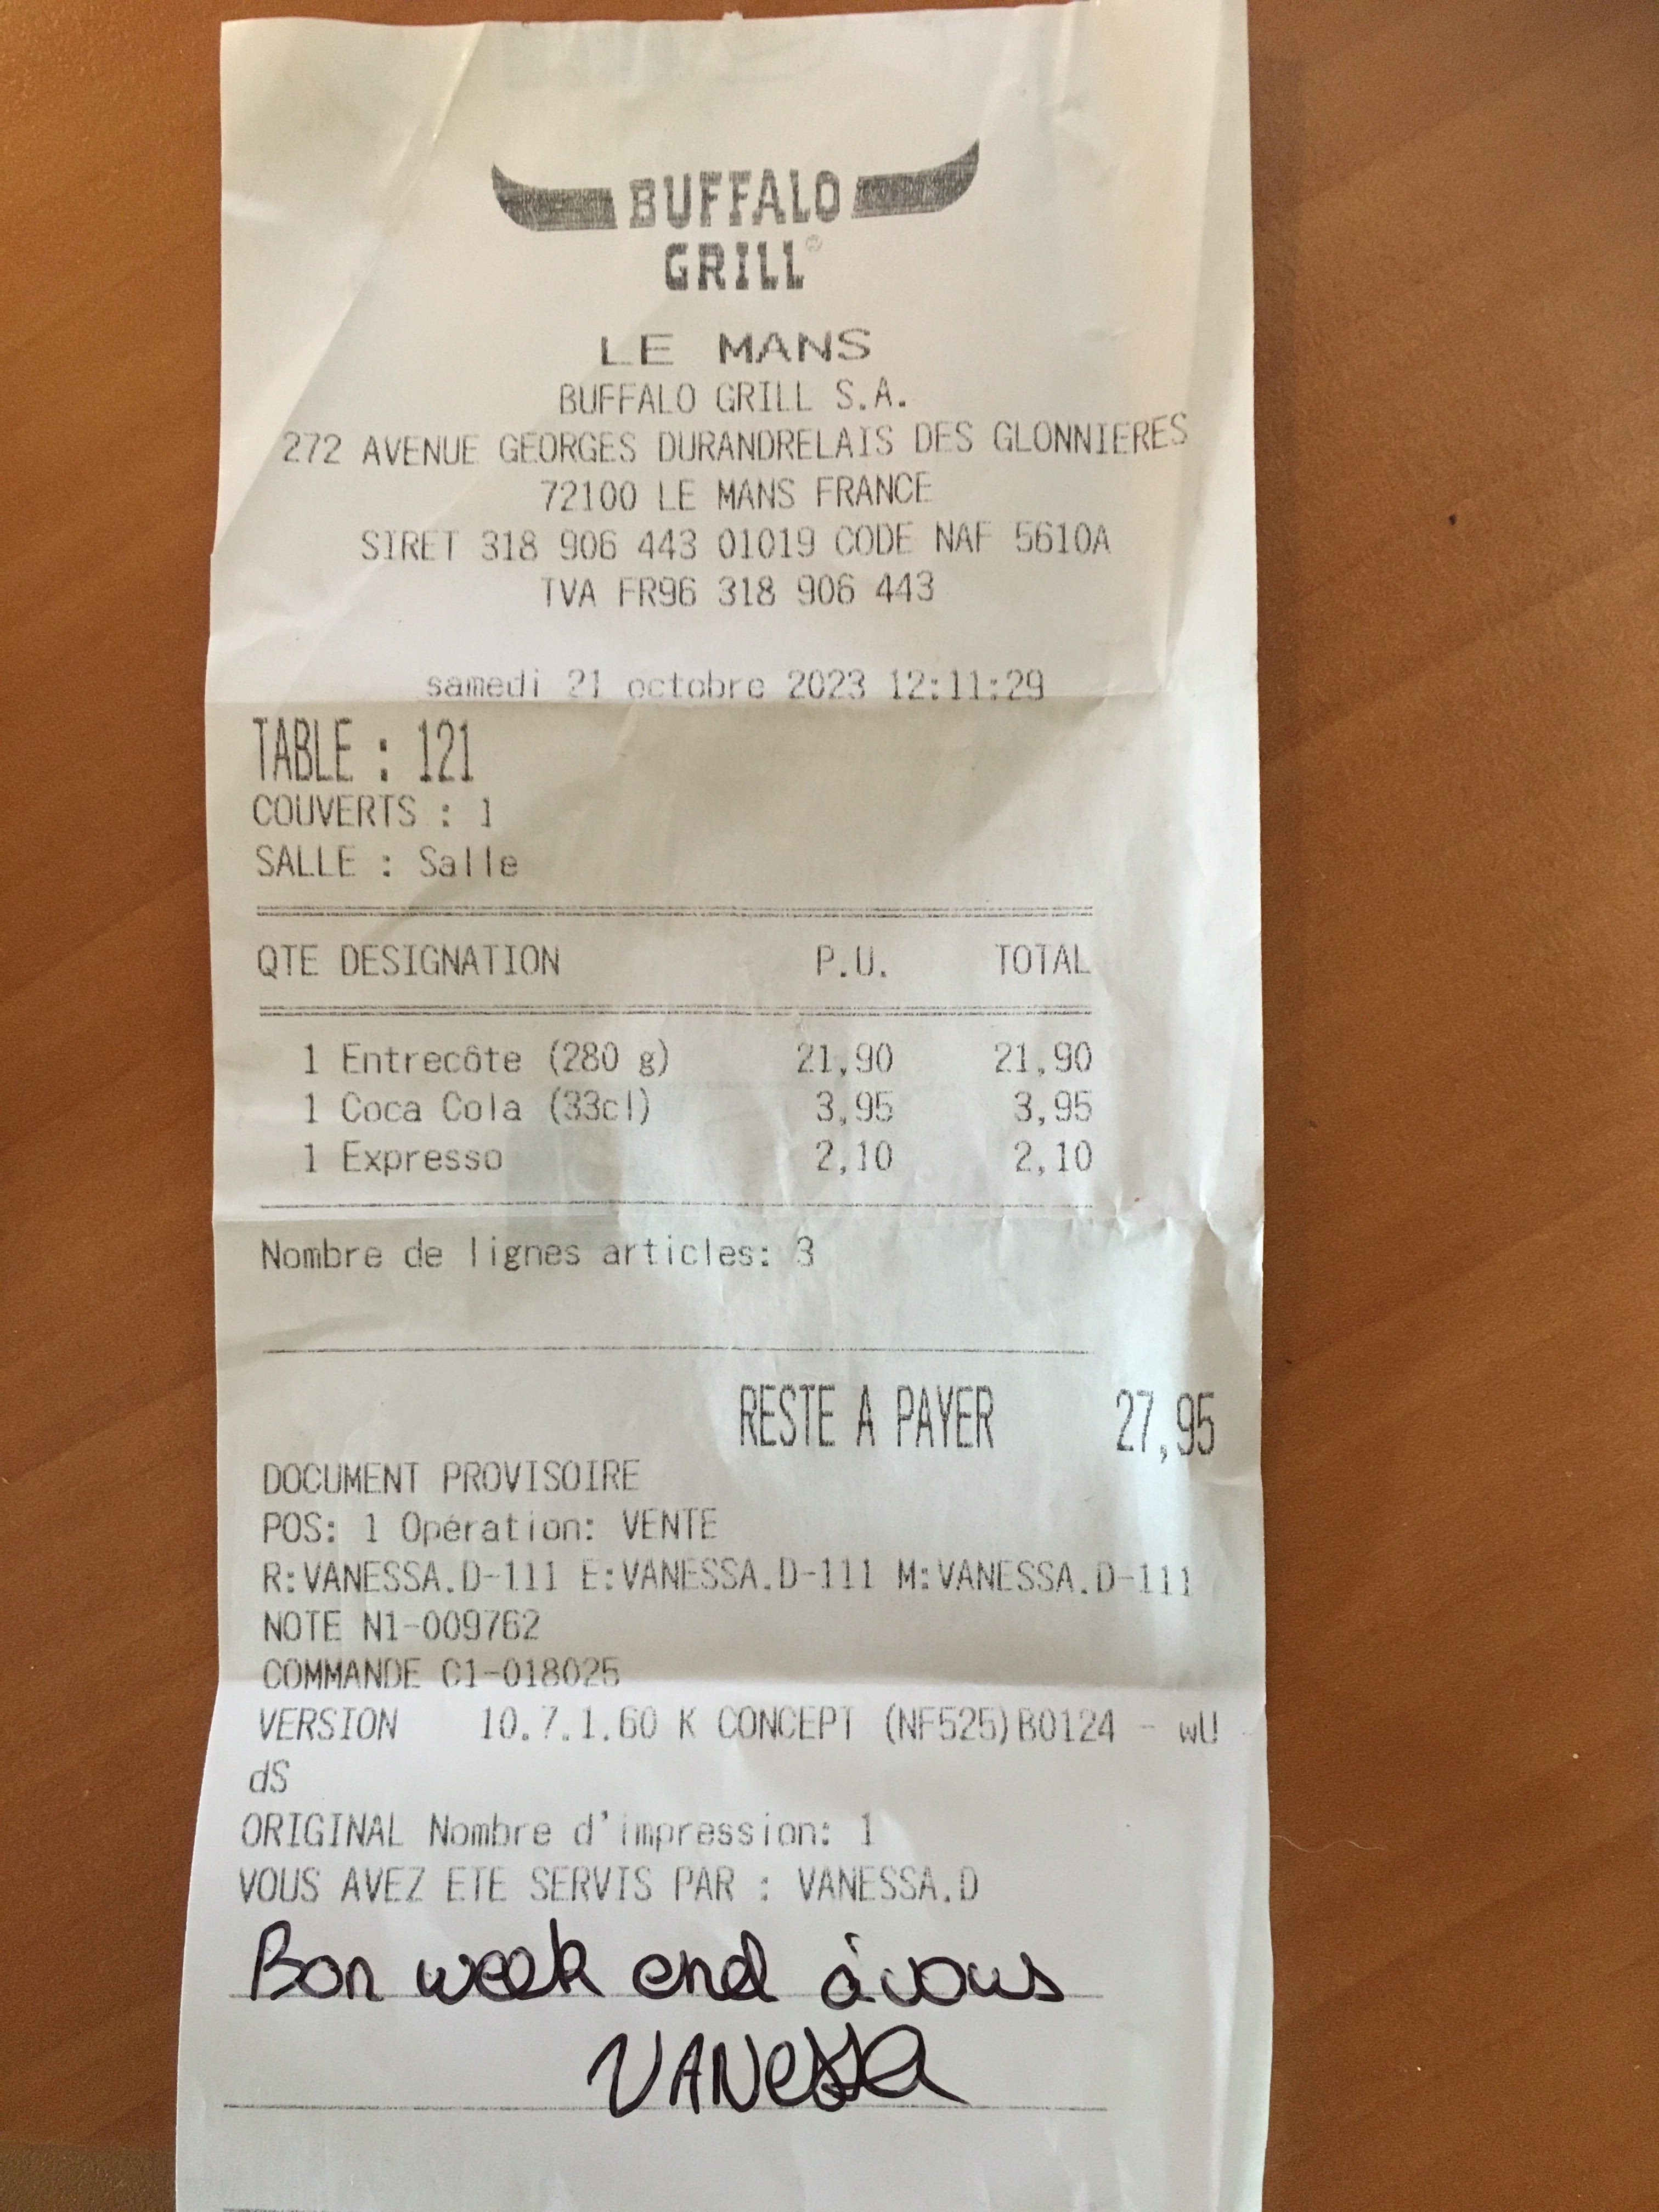 BUFFALO
GRILL®
LE MANS
BUFFALO GRILL S.A.
272 AVENUE GEORGES DURANDRELAIS DES GLONNIERES
72100 LE MANS FRANCE
SIRET 318 906 443 01019 CODE NAF 5610A
TVA FR96 318 906 443
samedi 21 octobre 2023 12:11:29
TABLE : 121
COUVERTS : 1
SALLE : Salle
QTE DESIGNATION P.U. TOTAL
1 Entrecôte (280 g) 21,90 21,90
1 Coca Cola (33cl) 3,95 3,95
1 Expresso 2,10 2,10
Nombre de lignes articles: 3
RESTE A PAYER 27,95
DOCUMENT PROVISOIRE
POS: 1 Opération: VENTE
R:VANESSA.D-111 E:VANESSA.D-111 M:VANESSA.D-111
NOTE N1-009762
COMMANDE C1-018025
VERSION 10.7.1.60 K CONCEPT (NF525)B0124 - wU
dS
ORIGINAL Nombre d'impression: 1
VOUS AVEZ ETE SERVIS PAR : VANESSA.D
Bon week end à vous
VANessa